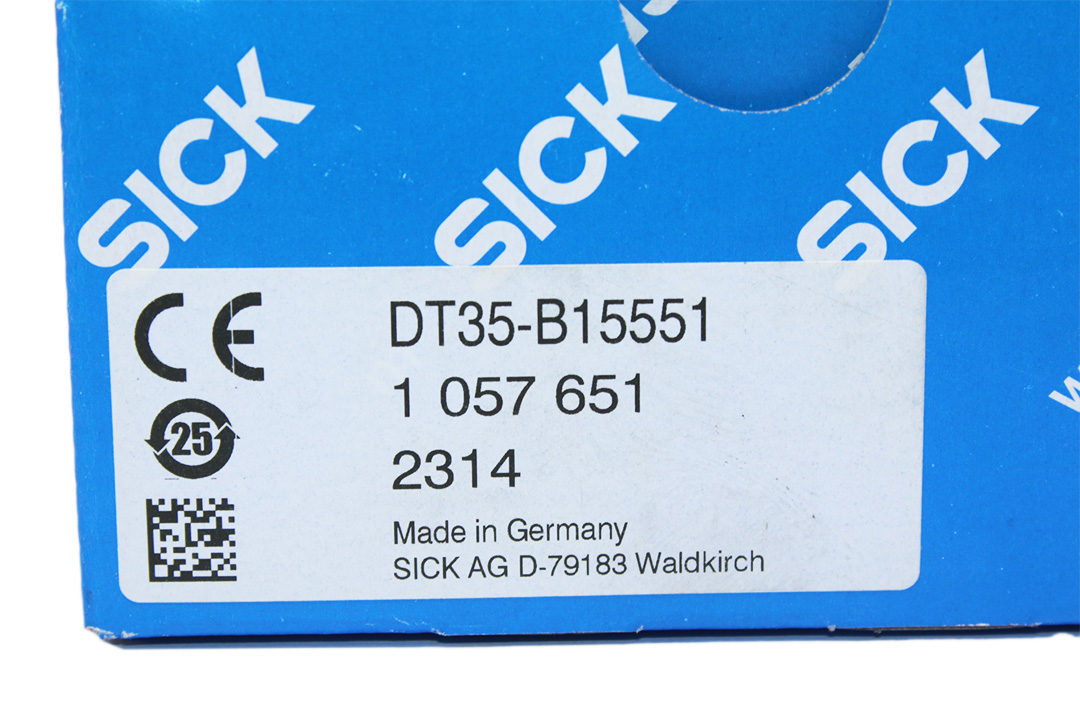 SICK
SICK
SICK
DT35-B15551
1 057 651
2314
Made in Germany
SICK AG D-79183 Waldkirch
CE
25